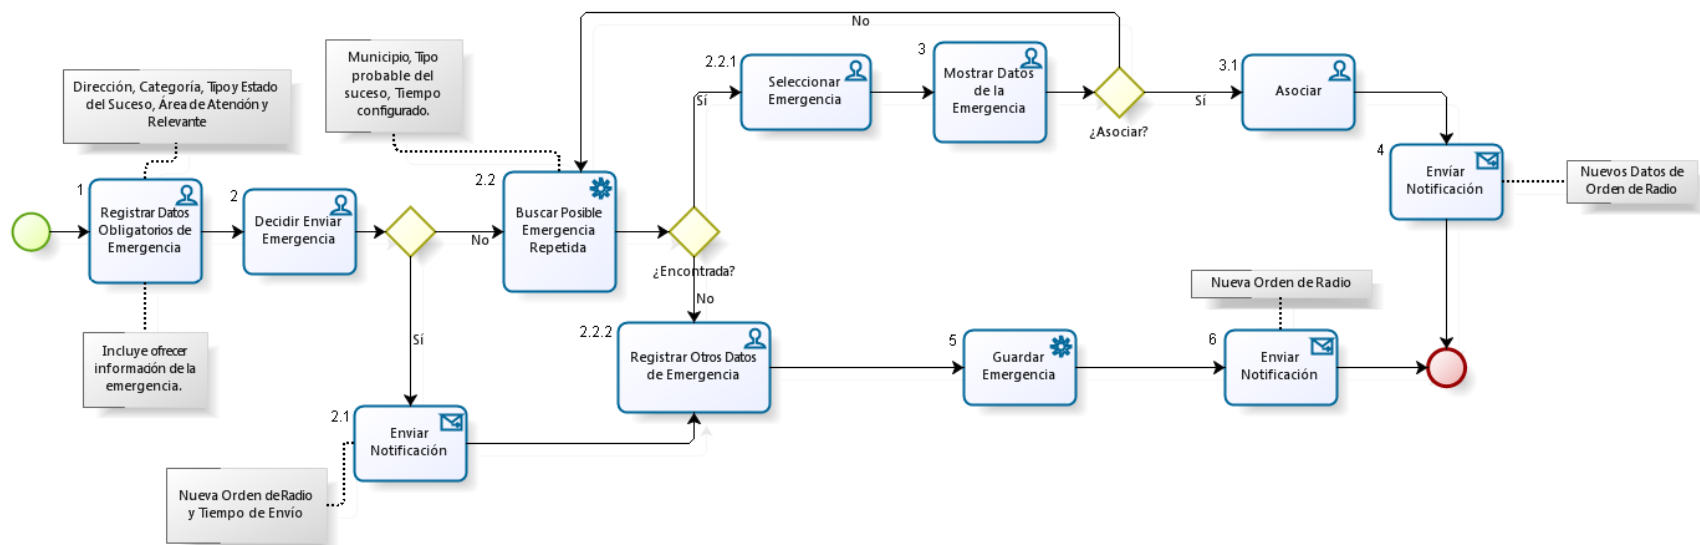 No
Municipio, Tipo
probable del
suceso, Tiempo
configurado.
Dirección, Categoría, Tipo y Estado
del Suceso, Área de Atención y
Relevante
2.2.1
Seleccionar
Emergencia
3
Mostrar Datos
de la
Emergencia
¿Asociar?
Sí
3.1
Asociar
Sí
4
Envíar
Notificación
Nuevos Datos de
Orden de Radio
1
Registrar Datos
Obligatorios de
Emergencia
2
Decidir Enviar
Emergencia
No
2.2
Buscar Posible
Emergencia
Repetida
¿Encontrada?
No
Nueva Orden de Radio
Sí
Incluye ofrecer
información de la
emergencia.
2.2.2
Registrar Otros Datos
de Emergencia
5
Guardar
Emergencia
6
Enviar
Notificación
2.1
Enviar
Notificación
Nueva Orden de Radio
y Tiempo de Envío